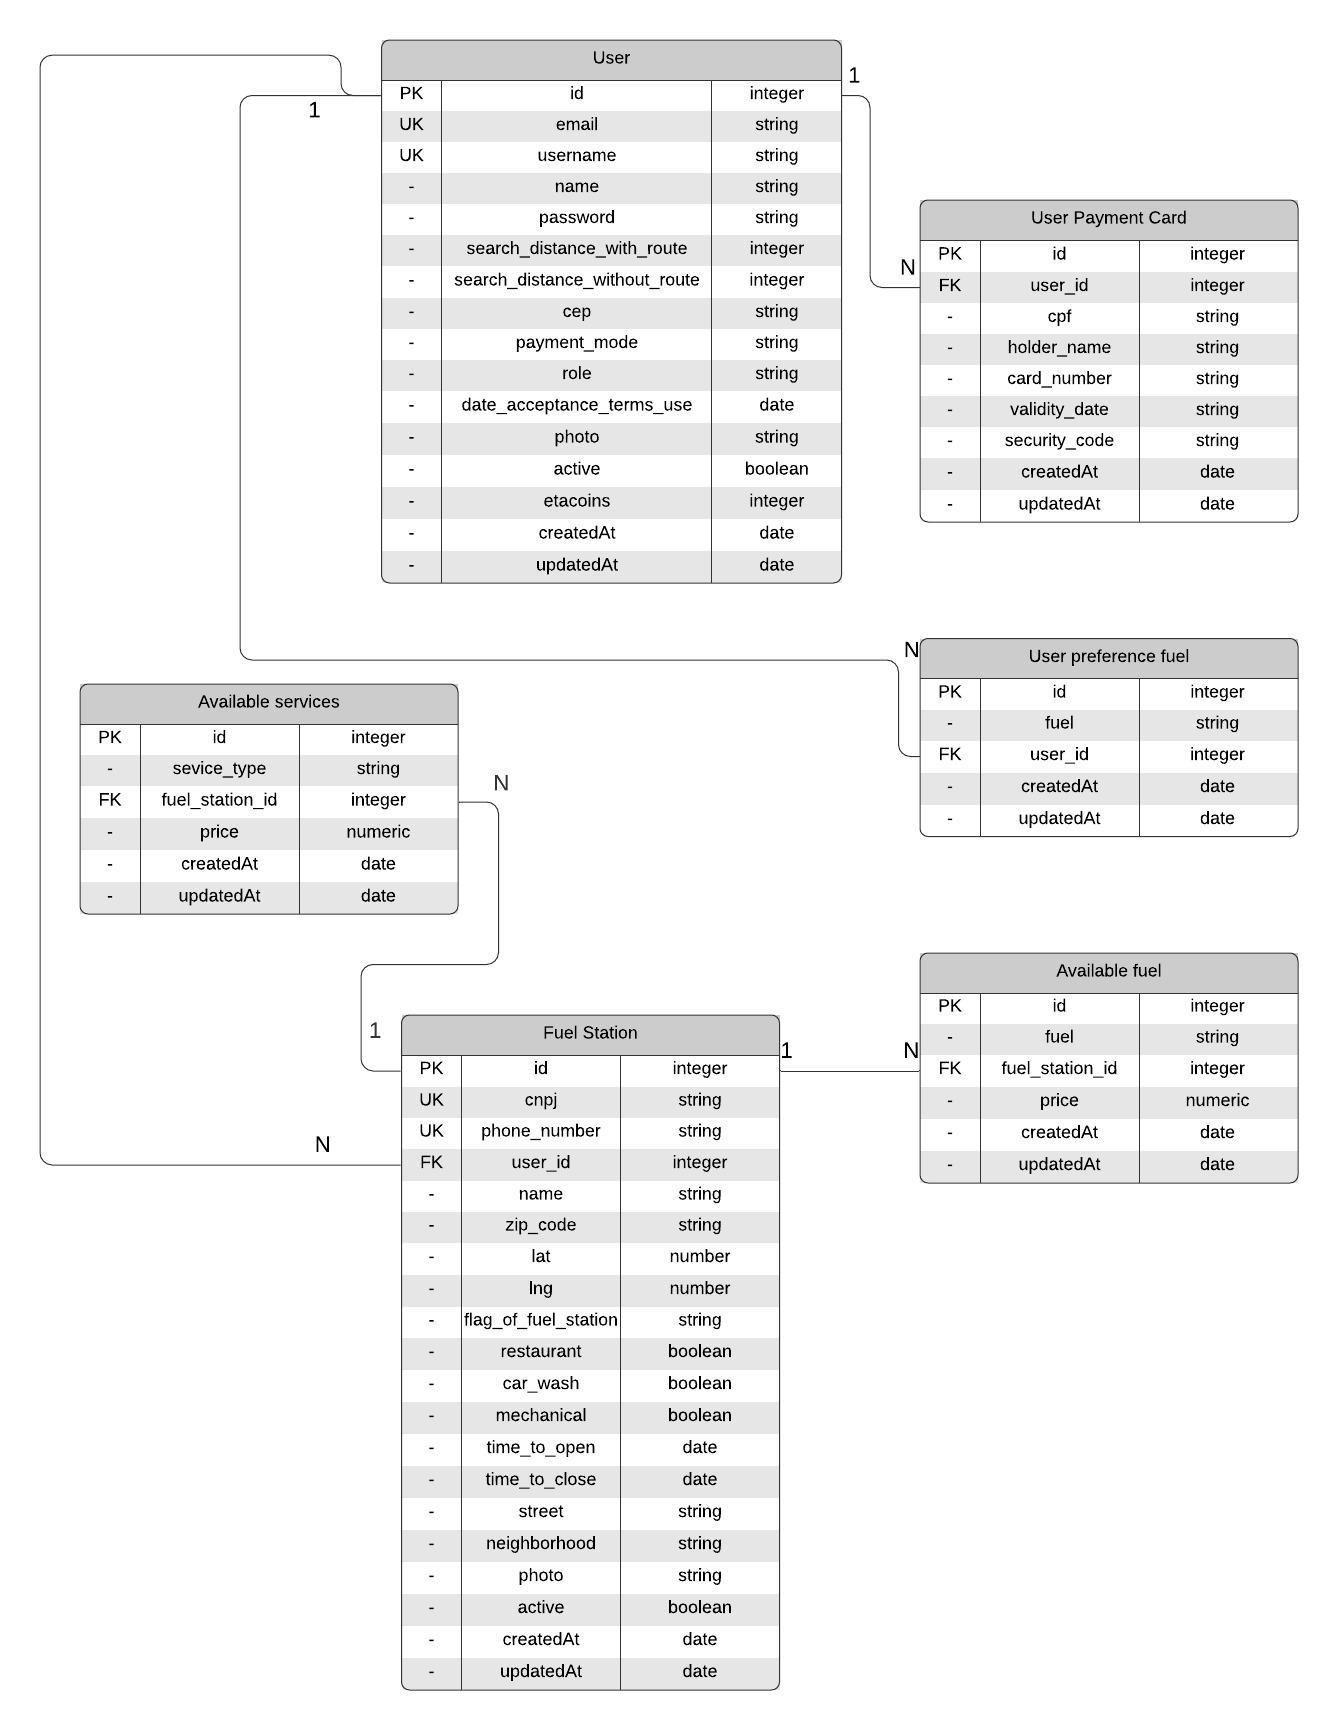 User
PK id integer
UK email string
UK username string
- name string
- password string
- search_distance_with_route integer
- search_distance_without_route integer
- cep string
- payment_mode string
- role string
- date_acceptance_terms_use date
- photo string
- active boolean
- etacoins integer
- createdAt date
- updatedAt date
1
1
N
User Payment Card
PK id integer
FK user_id integer
- cpf string
- holder_name string
- card_number string
- validity_date string
- security_code string
- createdAt date
- updatedAt date
N
User preference fuel
PK id integer
- fuel string
FK user_id integer
- createdAt date
- updatedAt date
Available services
PK id integer
- sevice_type string
FK fuel_station_id integer
- price numeric
- createdAt date
- updatedAt date
N
1
N
Fuel Station
PK id integer
UK cnpj string
UK phone_number string
FK user_id integer
- name string
- zip_code string
- lat number
- lng number
- flag_of_fuel_station string
- restaurant boolean
- car_wash boolean
- mechanical boolean
- time_to_open date
- time_to_close date
- street string
- neighborhood string
- photo string
- active boolean
- createdAt date
- updatedAt date
1
N
Available fuel
PK id integer
- fuel string
FK fuel_station_id integer
- price numeric
- createdAt date
- updatedAt date